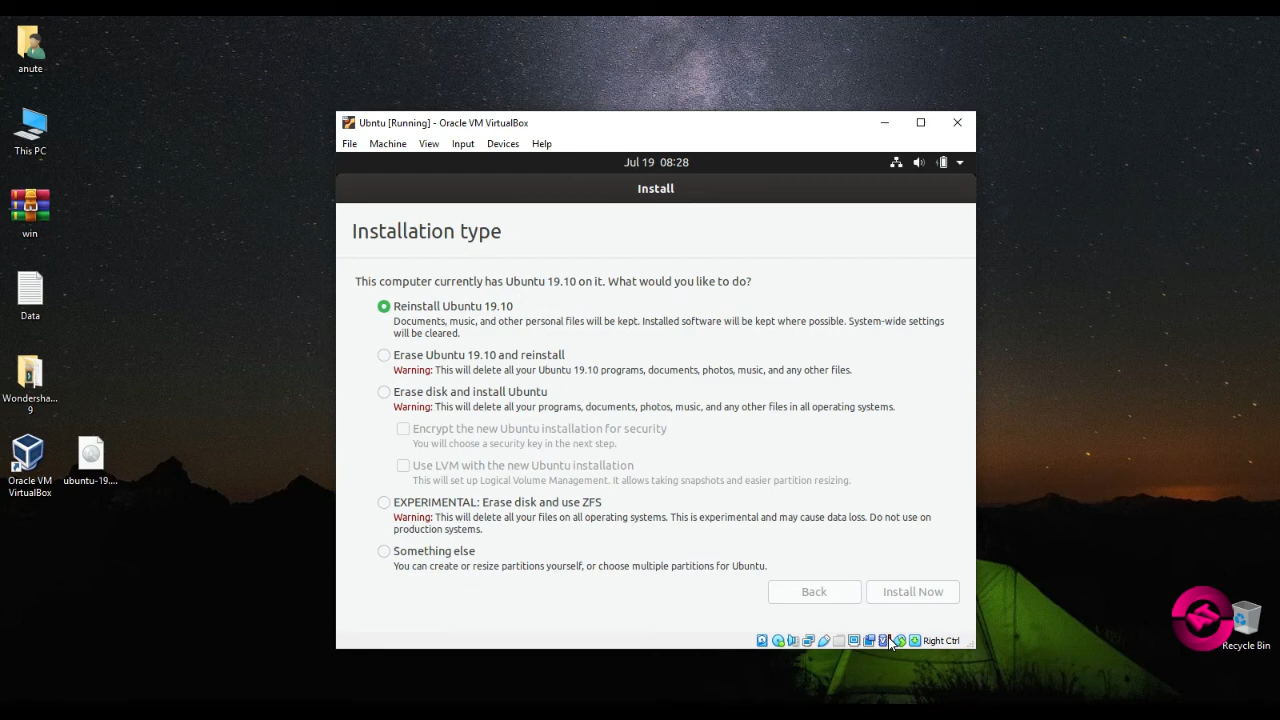 anute
This PC
win
Data
Wondersha...
9
Oracle VM
VirtualBox
ubuntu-19....
Ubntu [Running] - Oracle VM VirtualBox
File Machine View Input Devices Help
Jul 19 08:28
Install
Installation type
This computer currently has Ubuntu 19.10 on it. What would you like to do?
Reinstall Ubuntu 19.10
Documents, music, and other personal files will be kept. Installed software will be kept where possible. System-wide settings
will be cleared.
Erase Ubuntu 19.10 and reinstall
Warning: This will delete all your Ubuntu 19.10 programs, documents, photos, music, and any other files.
Erase disk and install Ubuntu
Warning: This will delete all your programs, documents, photos, music, and any other files in all operating systems.
Encrypt the new Ubuntu installation for security
You will choose a security key in the next step.
Use LVM with the new Ubuntu installation
This will set up Logical Volume Management. It allows taking snapshots and easier partition resizing.
EXPERIMENTAL: Erase disk and use ZFS
Warning: This will delete all your files on all operating systems. This is experimental and may cause data loss. Do not use on
production systems.
Something else
You can create or resize partitions yourself, or choose multiple partitions for Ubuntu.
Back Install Now
Right Ctrl
Recycle Bin